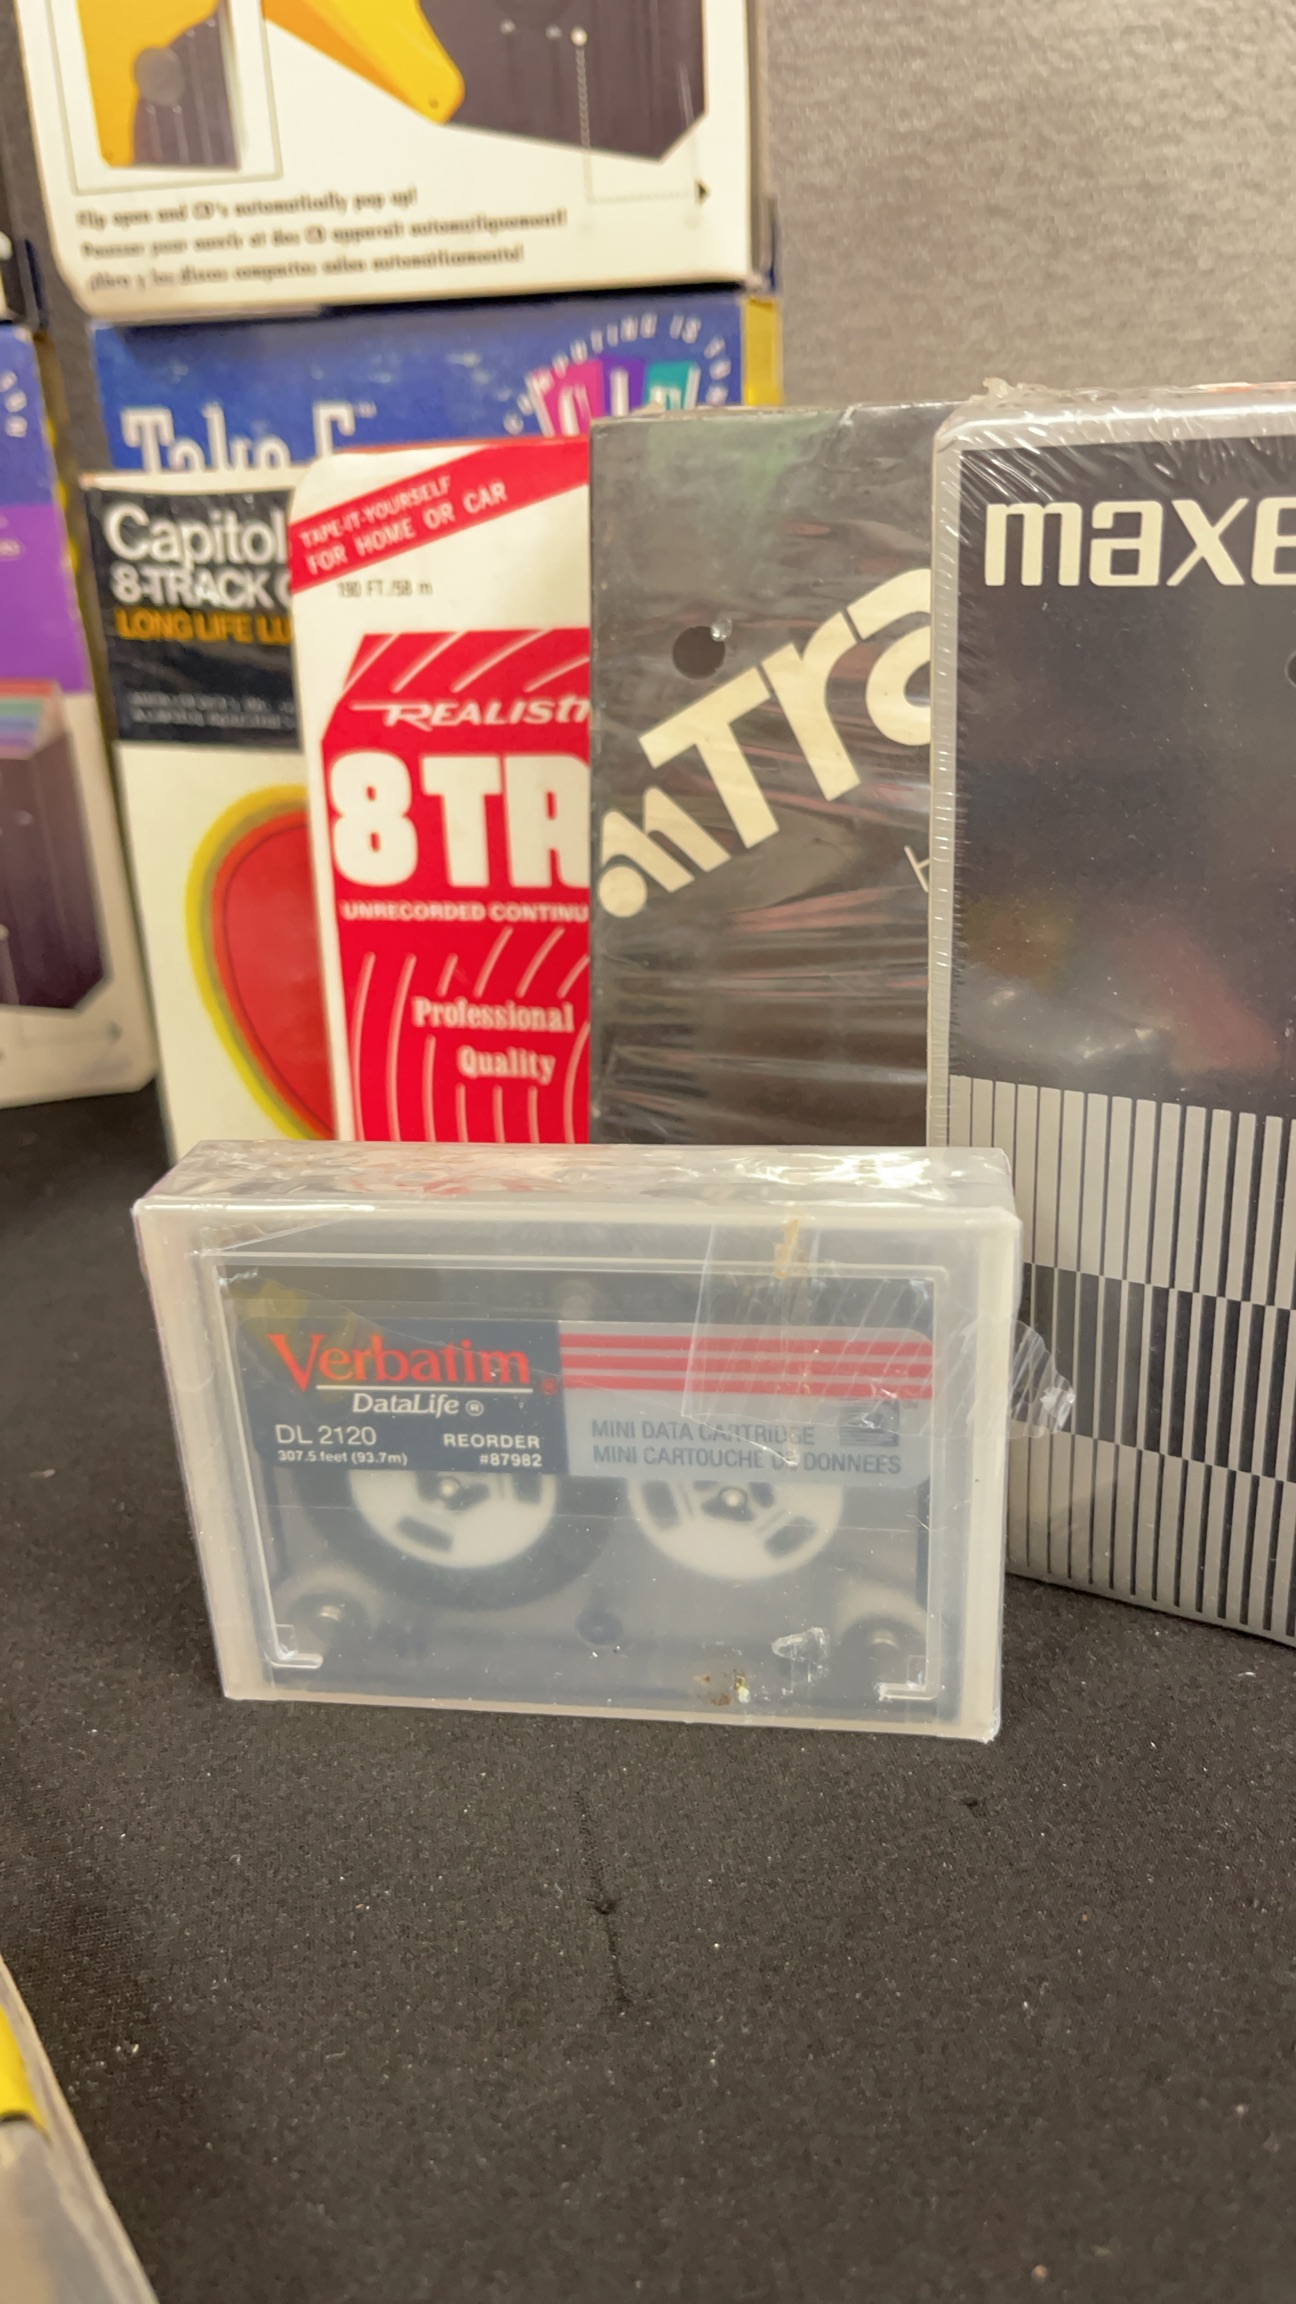 Flip open and CD's automatically pop up!
Take
Capitol
8-TRACK
LONG LIFE
TAPE-IT-YOURSELF
FOR HOME OR CAR
190 FT./58 m
REALISTI
8 TR
UNRECORDED CONTINU
Professional
Quality
Tra
maxe
Verbatim®
DataLife®
DL 2120
307.5 feet (93.7m)
REORDER
#87982
MINI DATA CARTRIDGE
MINI CARTOUCHE DE DONNEES